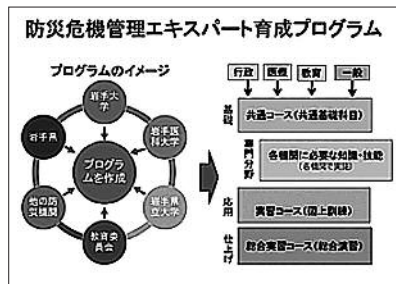 防災危機管理エキスパート育成プログラム
プログラムのイメージ
岩手大
学
岩手県
岩手医
科大学
プログラ
ムを作成
他の防
災機関
岩手県
立大学
教育委
員会
行政
医療
教育
一般
基礎
共通コース(共通基礎科目)
専門分野
各機関に必要な知識・技能
応用
実習コース(図上訓練)
仕上げ
総合実習コース(総合演習)